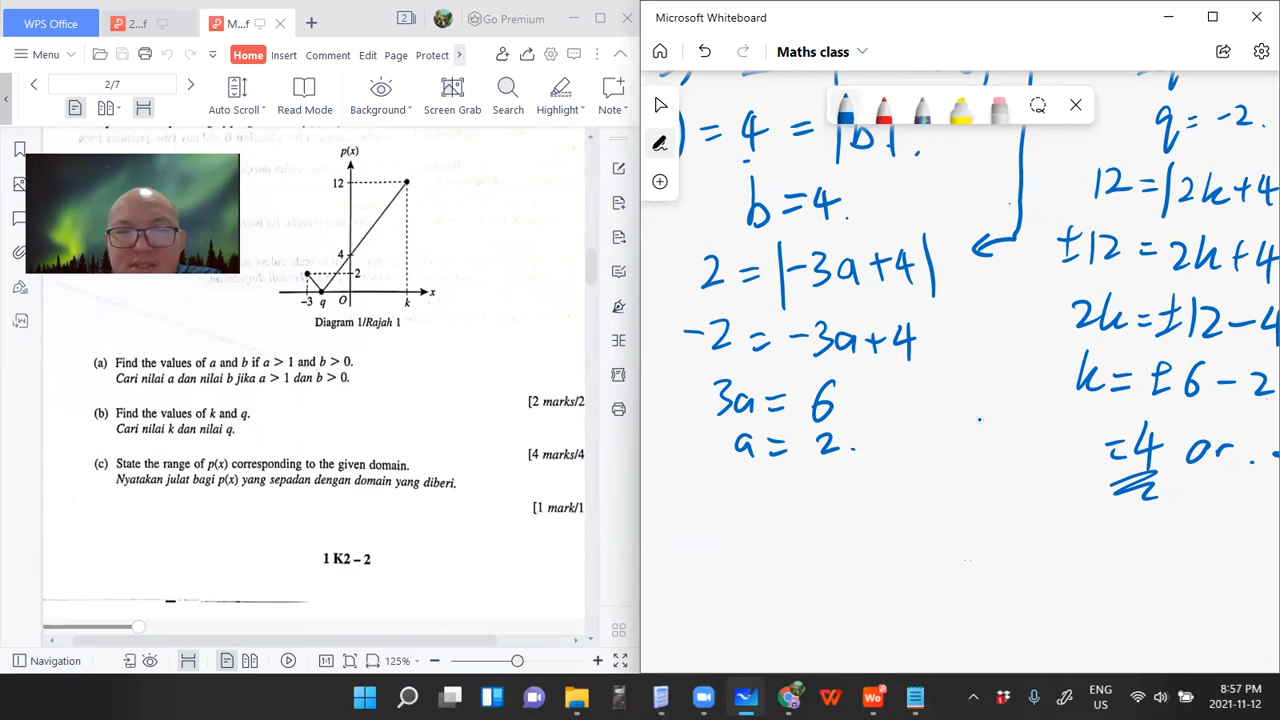 WPS Office
2...f
M...f
Go Premium
Menu
Home
Insert
Comment
Edit
Page
Protect
2/7
Auto Scroll
Read Mode
Background
Screen Grab
Search
Highlight
Note
p(x)
12
4
2
-3
q
O
k
x
Diagram 1/Rajah 1
(a) Find the values of a and b if a > 1 and b > 0.
Cari nilai a dan nilai b jika a > 1 dan b > 0.
[2 marks/2
(b) Find the values of k and q.
Cari nilai k dan nilai q.
[4 marks/4
(c) State the range of p(x) corresponding to the given domain.
Nyatakan julat bagi p(x) yang sepadan dengan domain yang diberi.
[1 mark/1
1 K2 – 2
Navigation
125%
Microsoft Whiteboard
Maths class
) = 4 = |b|.
b = 4.
2 = |-3a+4|
-2 = -3a+4
3a = 6
a = 2.
q = -2.
12 = |2k+4
±12 = 2k+4
2k = ±12-4
k = ±6-2
=4 or.
Wo
ENG
US
8:57 PM
2021-11-12